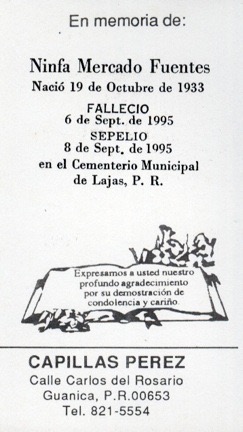 En memoria de:
Ninfa Mercado Fuentes
Nació 19 de Octubre de 1933
FALLECIO
6 de Sept. de 1995
SEPELIO
8 de Sept. de 1995
en el Cementerio Municipal
de Lajas, P. R.
Expresamos a usted nuestro
profundo agradecimiento
por su demostración de
condolencia y cariño.
CAPILLAS PEREZ
Calle Carlos del Rosario
Guanica, P.R.00653
Tel. 821-5554